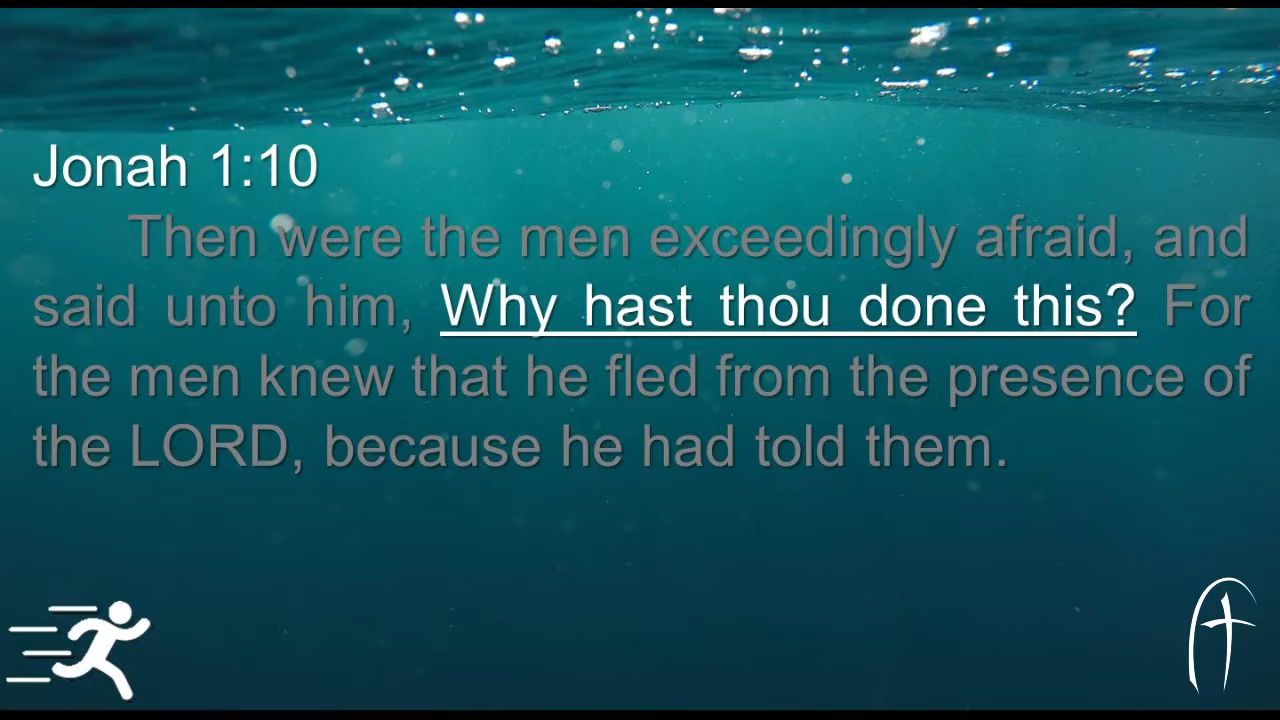 Jonah 1:10
Then were the men exceedingly afraid, and
said unto him, Why hast thou done this? For
the men knew that he fled from the presence of
the LORD, because he had told them.